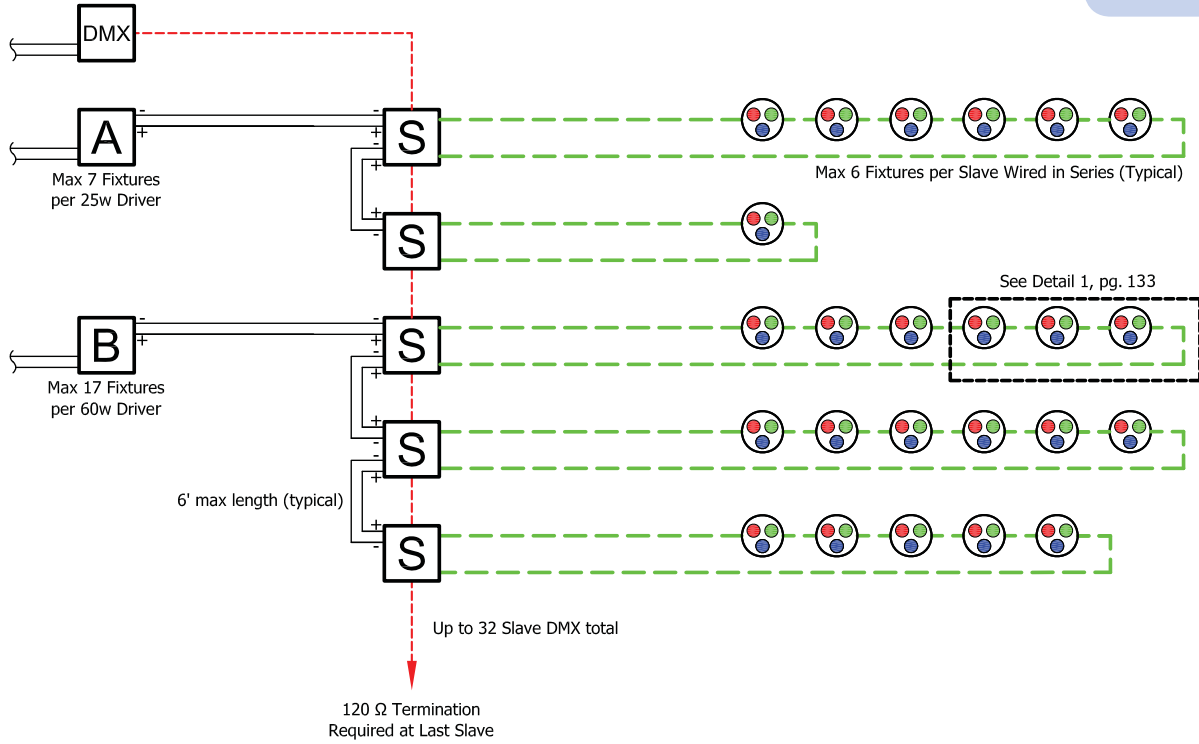 DMX
-
-
A
+
+
S
-
+
Max 7 Fixtures
per 25w Driver
Max 6 Fixtures per Slave Wired in Series (Typical)
+
-
S
See Detail 1, pg. 133
-
-
B
+
+
S
-
+
Max 17 Fixtures
per 60w Driver
+
-
S
-
+
6' max length (typical)
+
-
S
Up to 32 Slave DMX total
120 Ω Termination
Required at Last Slave